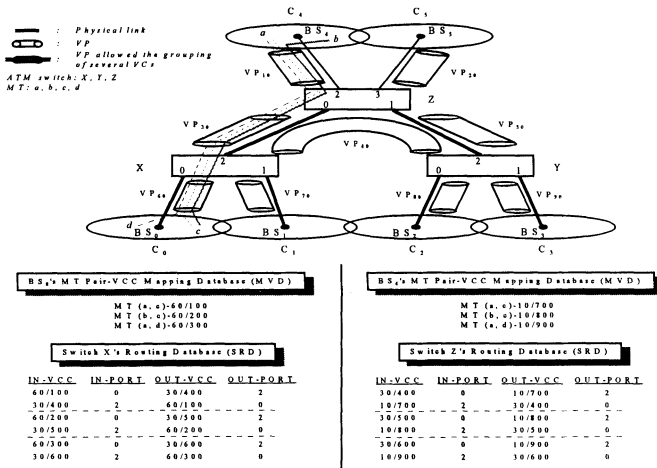 C4 C5
: Physical link
: VP
: VP allowed the grouping
of several VCs
ATM switch: X, Y, Z
MT: a, b, c, d
a BS4 b BS5
VP10 VP20
2 3
0 1 Z
VP30 VP40 VP50
X 2 2 Y
0 1 0 1
VP60 VP70 VP80 VP90
d BS0 c BS1 BS2 BS3
C0 C1 C2 C3
BS0's MT Pair-VCC Mapping Database (MVD)
MT (a, c)-60/100
MT (b, c)-60/200
MT (a, d)-60/300
Switch X's Routing Database (SRD)
IN-VCC IN-PORT OUT-VCC OUT-PORT
60/100 0 30/400 2
30/400 2 60/100 0
60/200 0 30/500 2
30/500 2 60/200 0
60/300 0 30/600 2
30/600 2 60/300 0
BS4's MT Pair-VCC Mapping Database (MVD)
MT (a, c)-10/700
MT (b, c)-10/800
MT (a, d)-10/900
Switch Z's Routing Database (SRD)
IN-VCC IN-PORT OUT-VCC OUT-PORT
30/400 0 10/700 2
10/700 2 30/400 0
30/500 0 10/800 2
10/800 2 30/500 0
30/600 0 10/900 2
10/900 2 30/600 0